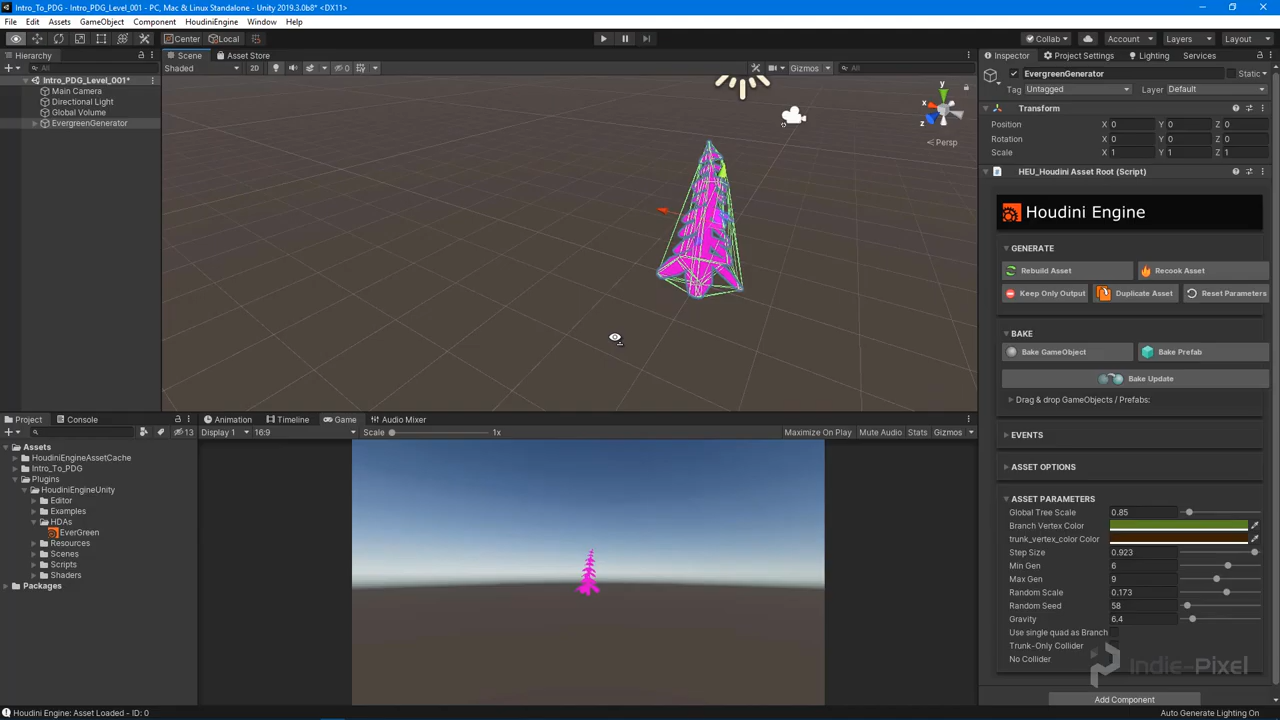 Intro_To_PDG - Intro_PDG_Level_001 - PC, Mac & Linux Standalone - Unity 2019.3.0b8* <DX11>
File Edit Assets GameObject Component HoudiniEngine Window Help
Center Local Collab Account Layers Layout
Hierarchy
All
Intro_PDG_Level_001*
Main Camera
Directional Light
Global Volume
EvergreenGenerator
Scene Asset Store
Shaded 2D 0 Gizmos All
y
x
z
Persp
Inspector Project Settings Lighting Services
EvergreenGenerator Static
Tag Untagged Layer Default
Transform
Position X 0 Y 0 Z 0
Rotation X 0 Y 0 Z 0
Scale X 1 Y 1 Z 1
HEU_Houdini Asset Root (Script)
Houdini Engine
GENERATE
Rebuild Asset Recook Asset
Keep Only Output Duplicate Asset Reset Parameters
BAKE
Bake GameObject Bake Prefab
Bake Update
Drag & drop GameObjects / Prefabs:
EVENTS
ASSET OPTIONS
ASSET PARAMETERS
Global Tree Scale 0.85
Branch Vertex Color
trunk_vertex_color Color
Step Size 0.923
Min Gen 6
Max Gen 9
Random Scale 0.173
Random Seed 58
Gravity 6.4
Use single quad as Branch
Trunk-Only Collider
No Collider
Indie-Pixel
Add Component
Project Console
13
Assets
HoudiniEngineAssetCache
Intro_To_PDG
Plugins
HoudiniEngineUnity
Editor
Examples
HDAs
EverGreen
Resources
Scenes
Scripts
Shaders
Packages
Animation Timeline Game Audio Mixer
Display 1 16:9 Scale 1x Maximize On Play Mute Audio Stats Gizmos
Houdini Engine: Asset Loaded - ID: 0
Auto Generate Lighting On